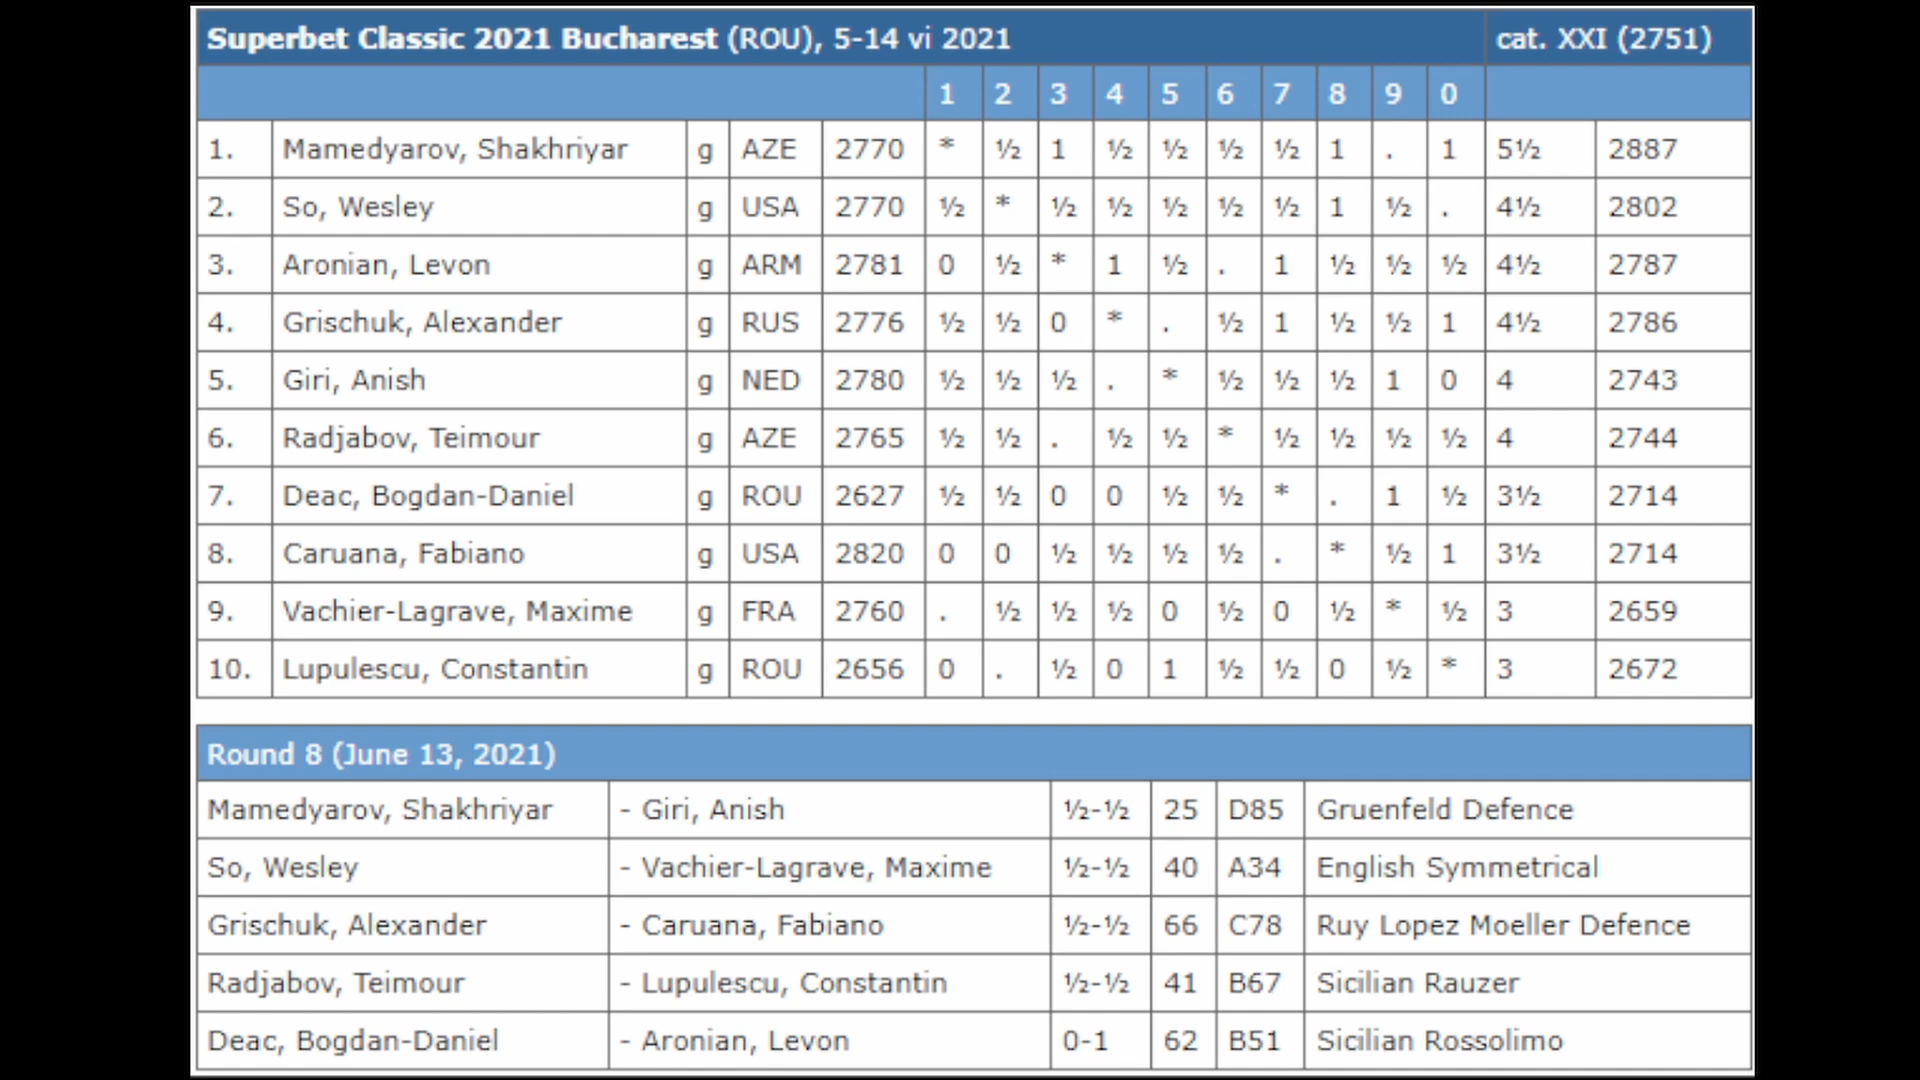 Superbet Classic 2021 Bucharest (ROU), 5-14 vi 2021 cat. XXI (2751)
1 2 3 4 5 6 7 8 9 0
1. Mamedyarov, Shakhriyar g AZE 2770 * ½ 1 ½ ½ ½ ½ 1 . 1 5½ 2887
2. So, Wesley g USA 2770 ½ * ½ ½ ½ ½ ½ 1 ½ . 4½ 2802
3. Aronian, Levon g ARM 2781 0 ½ * 1 ½ . 1 ½ ½ ½ 4½ 2787
4. Grischuk, Alexander g RUS 2776 ½ ½ 0 * . ½ 1 ½ ½ 1 4½ 2786
5. Giri, Anish g NED 2780 ½ ½ ½ . * ½ ½ ½ 1 0 4 2743
6. Radjabov, Teimour g AZE 2765 ½ ½ . ½ ½ * ½ ½ ½ ½ 4 2744
7. Deac, Bogdan-Daniel g ROU 2627 ½ ½ 0 0 ½ ½ * . 1 ½ 3½ 2714
8. Caruana, Fabiano g USA 2820 0 0 ½ ½ ½ ½ . * ½ 1 3½ 2714
9. Vachier-Lagrave, Maxime g FRA 2760 . ½ ½ ½ 0 ½ 0 ½ * ½ 3 2659
10. Lupulescu, Constantin g ROU 2656 0 . ½ 0 1 ½ ½ 0 ½ * 3 2672
Round 8 (June 13, 2021)
Mamedyarov, Shakhriyar - Giri, Anish ½-½ 25 D85 Gruenfeld Defence
So, Wesley - Vachier-Lagrave, Maxime ½-½ 40 A34 English Symmetrical
Grischuk, Alexander - Caruana, Fabiano ½-½ 66 C78 Ruy Lopez Moeller Defence
Radjabov, Teimour - Lupulescu, Constantin ½-½ 41 B67 Sicilian Rauzer
Deac, Bogdan-Daniel - Aronian, Levon 0-1 62 B51 Sicilian Rossolimo